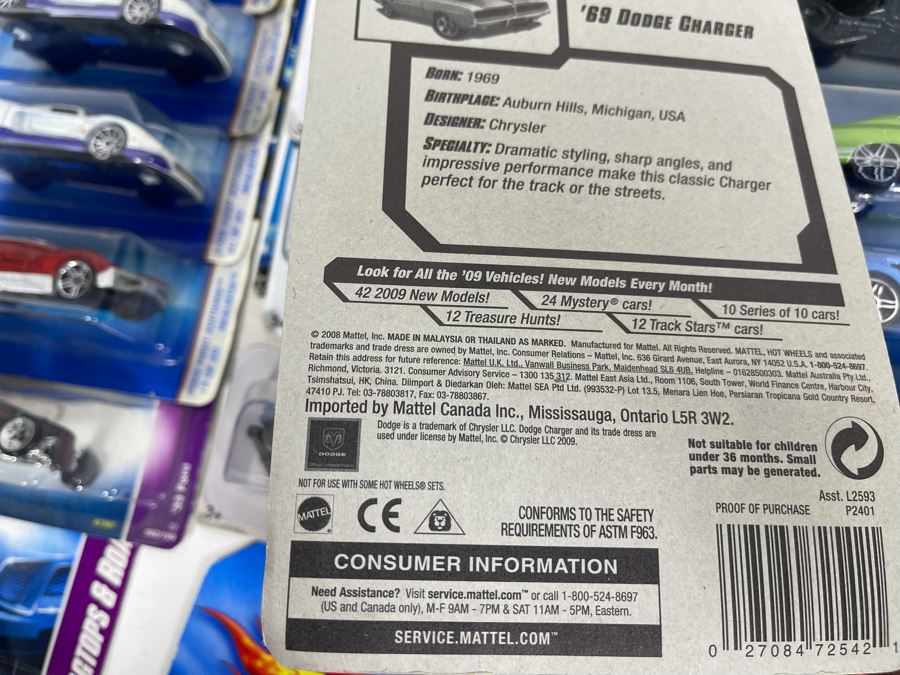 '69 DODGE CHARGER
BORN: 1969
BIRTHPLACE: Auburn Hills, Michigan, USA
DESIGNER: Chrysler
SPECIALTY: Dramatic styling, sharp angles, and
impressive performance make this classic Charger
perfect for the track or the streets.
Look for All the '09 Vehicles! New Models Every Month!
42 2009 New Models!
24 Mystery® cars!
10 Series of 10 cars!
12 Treasure Hunts!
12 Track Stars™ cars!
© 2008 Mattel, Inc. MADE IN MALAYSIA OR THAILAND AS MARKED. Manufactured for Mattel. All Rights Reserved. MATTEL, HOT WHEELS and associated
trademarks and trade dress are owned by Mattel, Inc. Consumer Relations – Mattel, Inc. 636 Girard Avenue, East Aurora, NY 14052 U.S.A. 1-800-524-8697.
Retain this address for future reference: Mattel U.K. Ltd., Vanwall Business Park, Maidenhead SL6 4UB. Helpline – 01628500303. Mattel Australia Pty Ltd.,
Richmond, Victoria. 3121. Consumer Advisory Service – 1300 135 312. Mattel East Asia Ltd., Room 1106, South Tower, World Finance Centre, Harbour City,
Tsimshatsui, HK, China. Diimport & Diedarkan Oleh: Mattel SEA Ptd Ltd. (993532-P) Lot 13.5, Menara Lien Hoe, Persiaran Tropicana Gold Country Resort,
47410 PJ. Tel: 03-78803817, Fax: 03-78803867.
Imported by Mattel Canada Inc., Mississauga, Ontario L5R 3W2.
DODGE
Dodge is a trademark of Chrysler LLC. Dodge Charger and its trade dress are
used under license by Mattel, Inc. © Chrysler LLC 2009.
Not suitable for children
under 36 months. Small
parts may be generated.
NOT FOR USE WITH SOME HOT WHEELS® SETS.
MATTEL
CE
CONFORMS TO THE SAFETY
REQUIREMENTS OF ASTM F963.
Asst. L2593
PROOF OF PURCHASE P2401
CONSUMER INFORMATION
Need Assistance? Visit service.mattel.com™ or call 1-800-524-8697
(US and Canada only), M-F 9AM - 7PM & SAT 11AM - 5PM, Eastern.
SERVICE.MATTEL.COM™
0 27084 72542 1